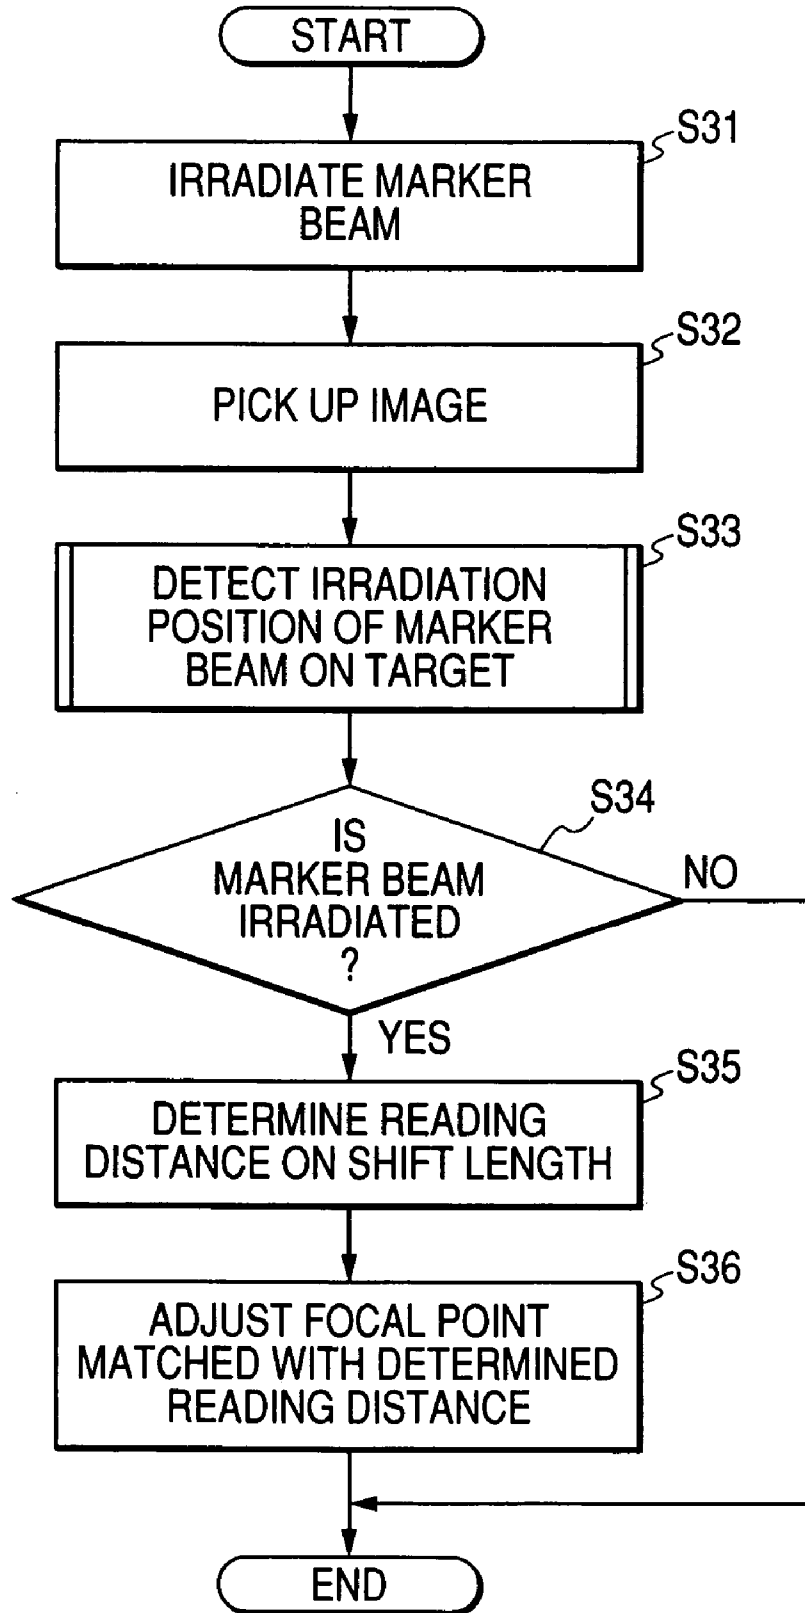 START
S31
IRRADIATE MARKER
BEAM
S32
PICK UP IMAGE
S33
DETECT IRRADIATION
POSITION OF MARKER
BEAM ON TARGET
S34
IS
MARKER BEAM
IRRADIATED
?
NO
YES
S35
DETERMINE READING
DISTANCE ON SHIFT LENGTH
S36
ADJUST FOCAL POINT
MATCHED WITH DETERMINED
READING DISTANCE
END